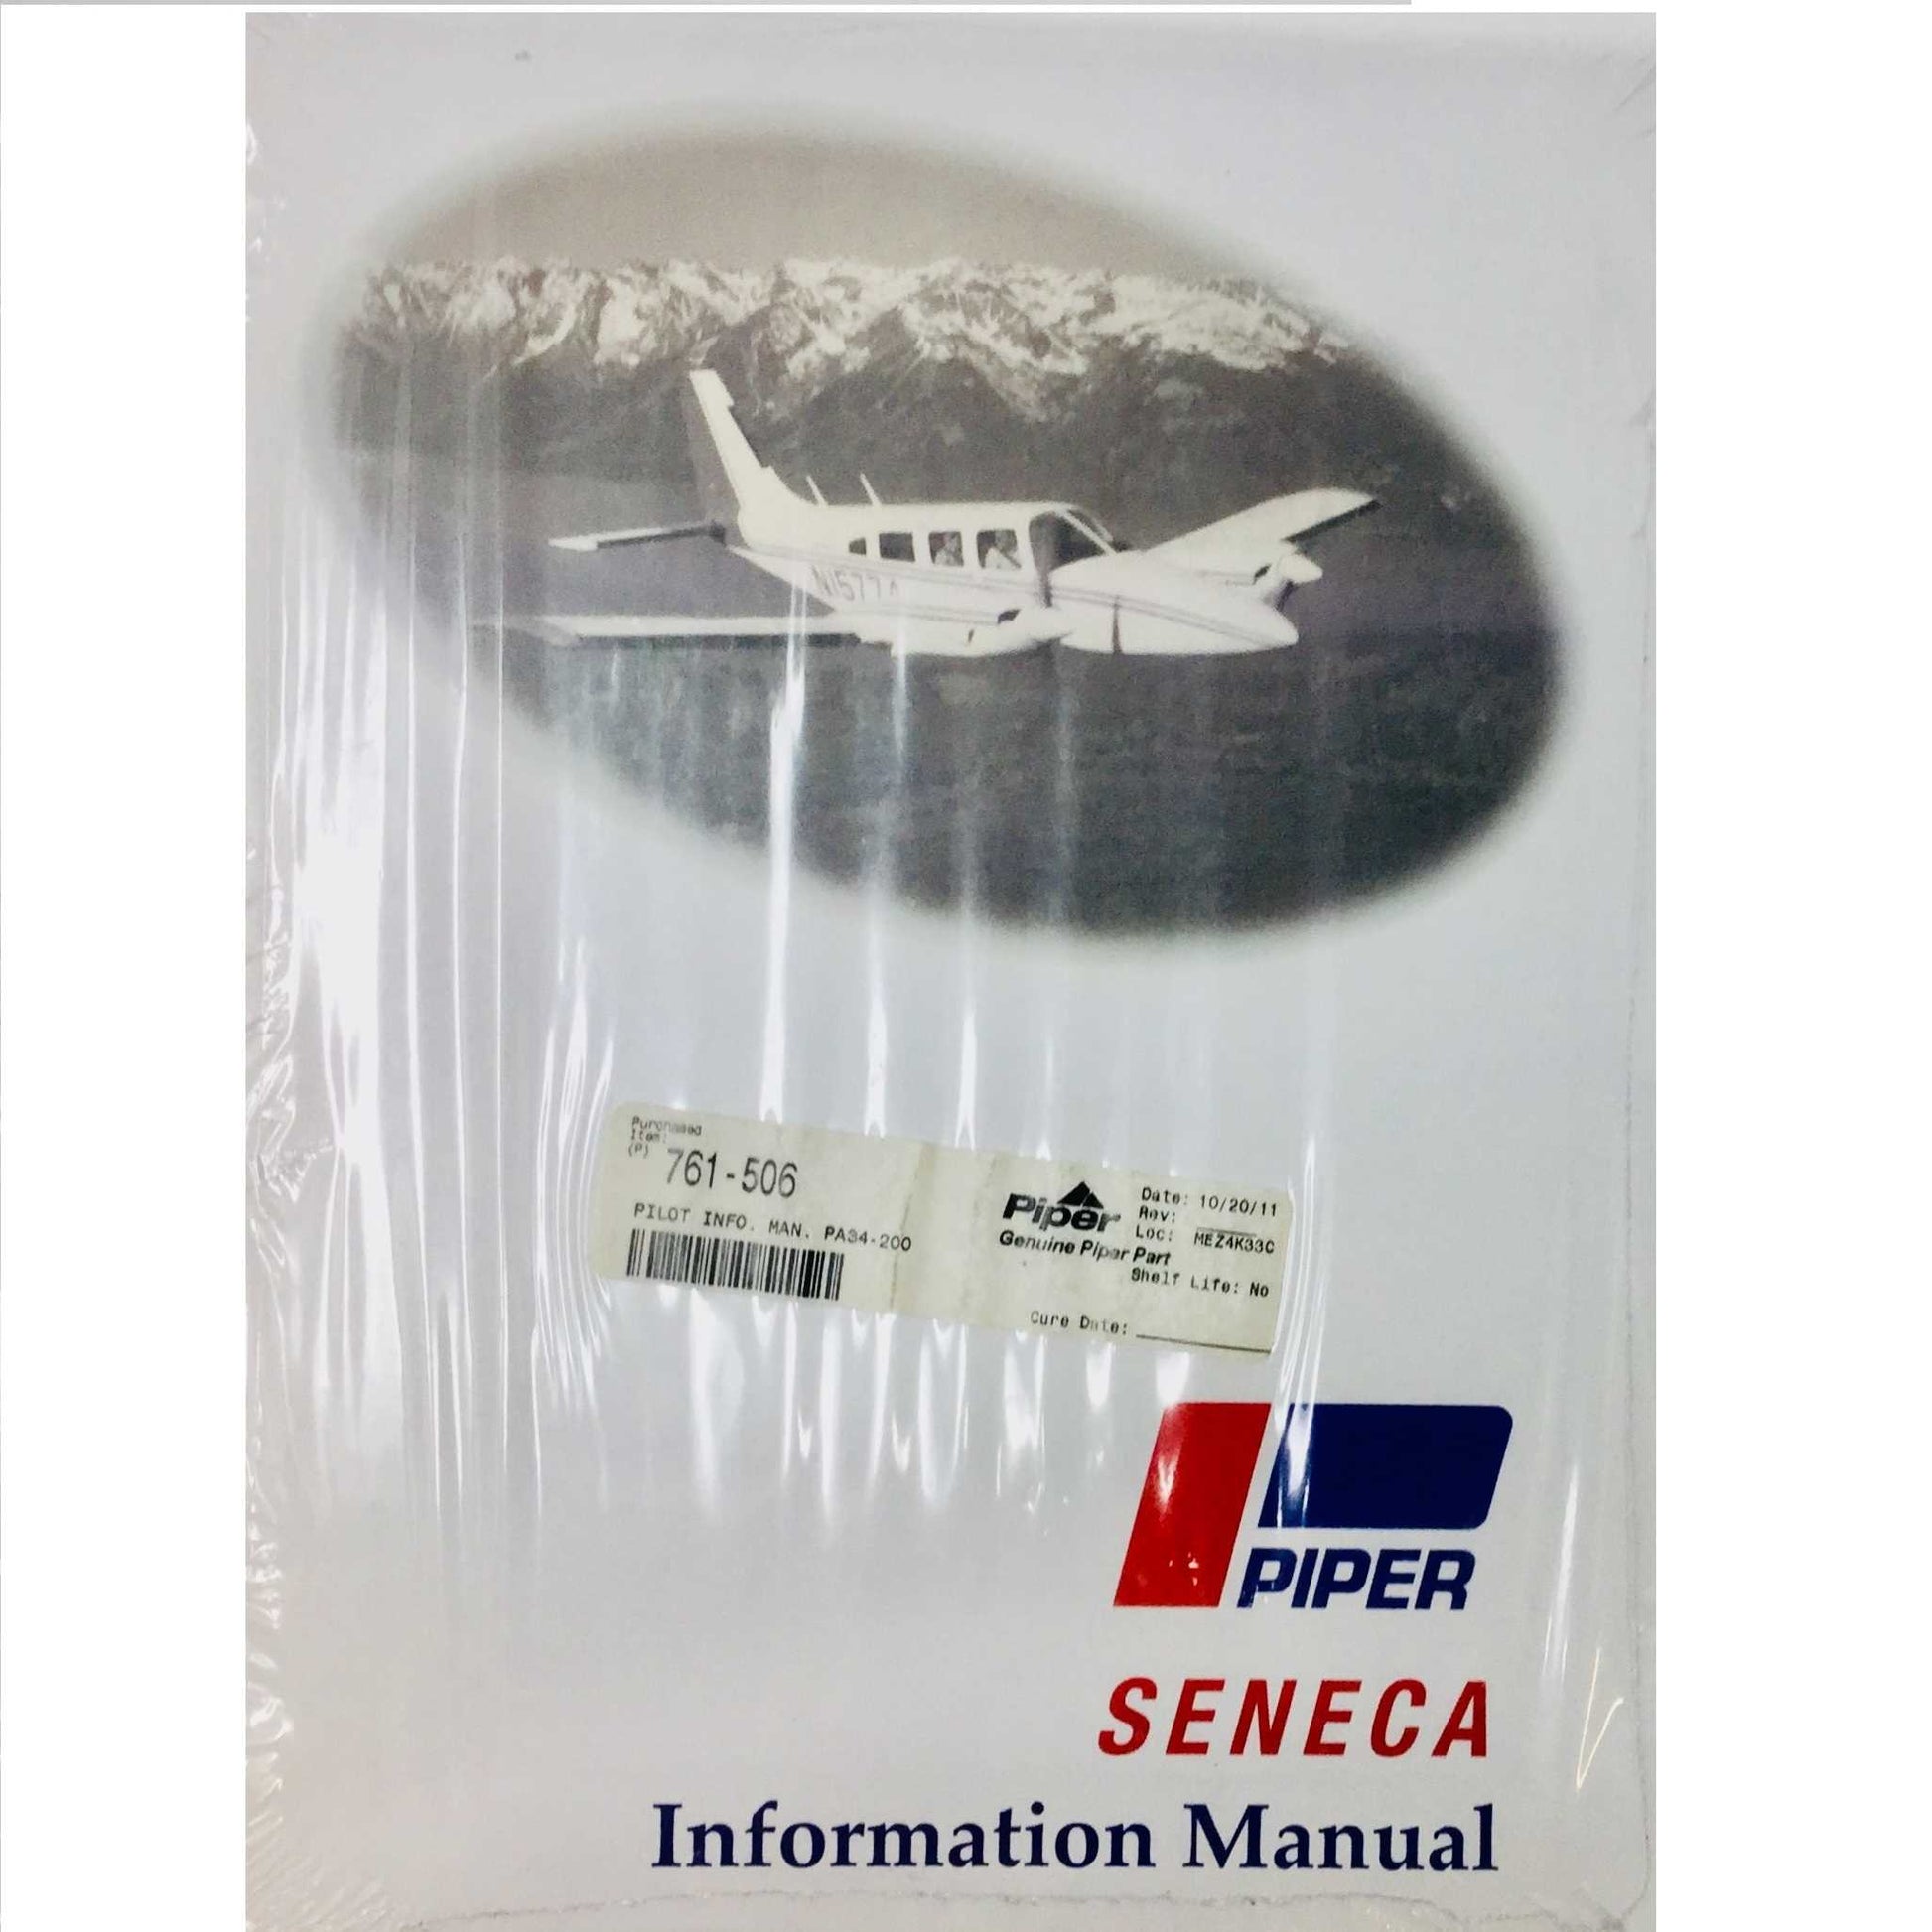 N1577
Purchased
Item:
(P) 761-506
PILOT INFO. MAN. PA34-200
Piper
Genuine Piper Part
Date: 10/20/11
Rev:
Loc: MEZ4K33C
Shelf Life: No
Cure Date:
PIPER
SENECA
Information Manual